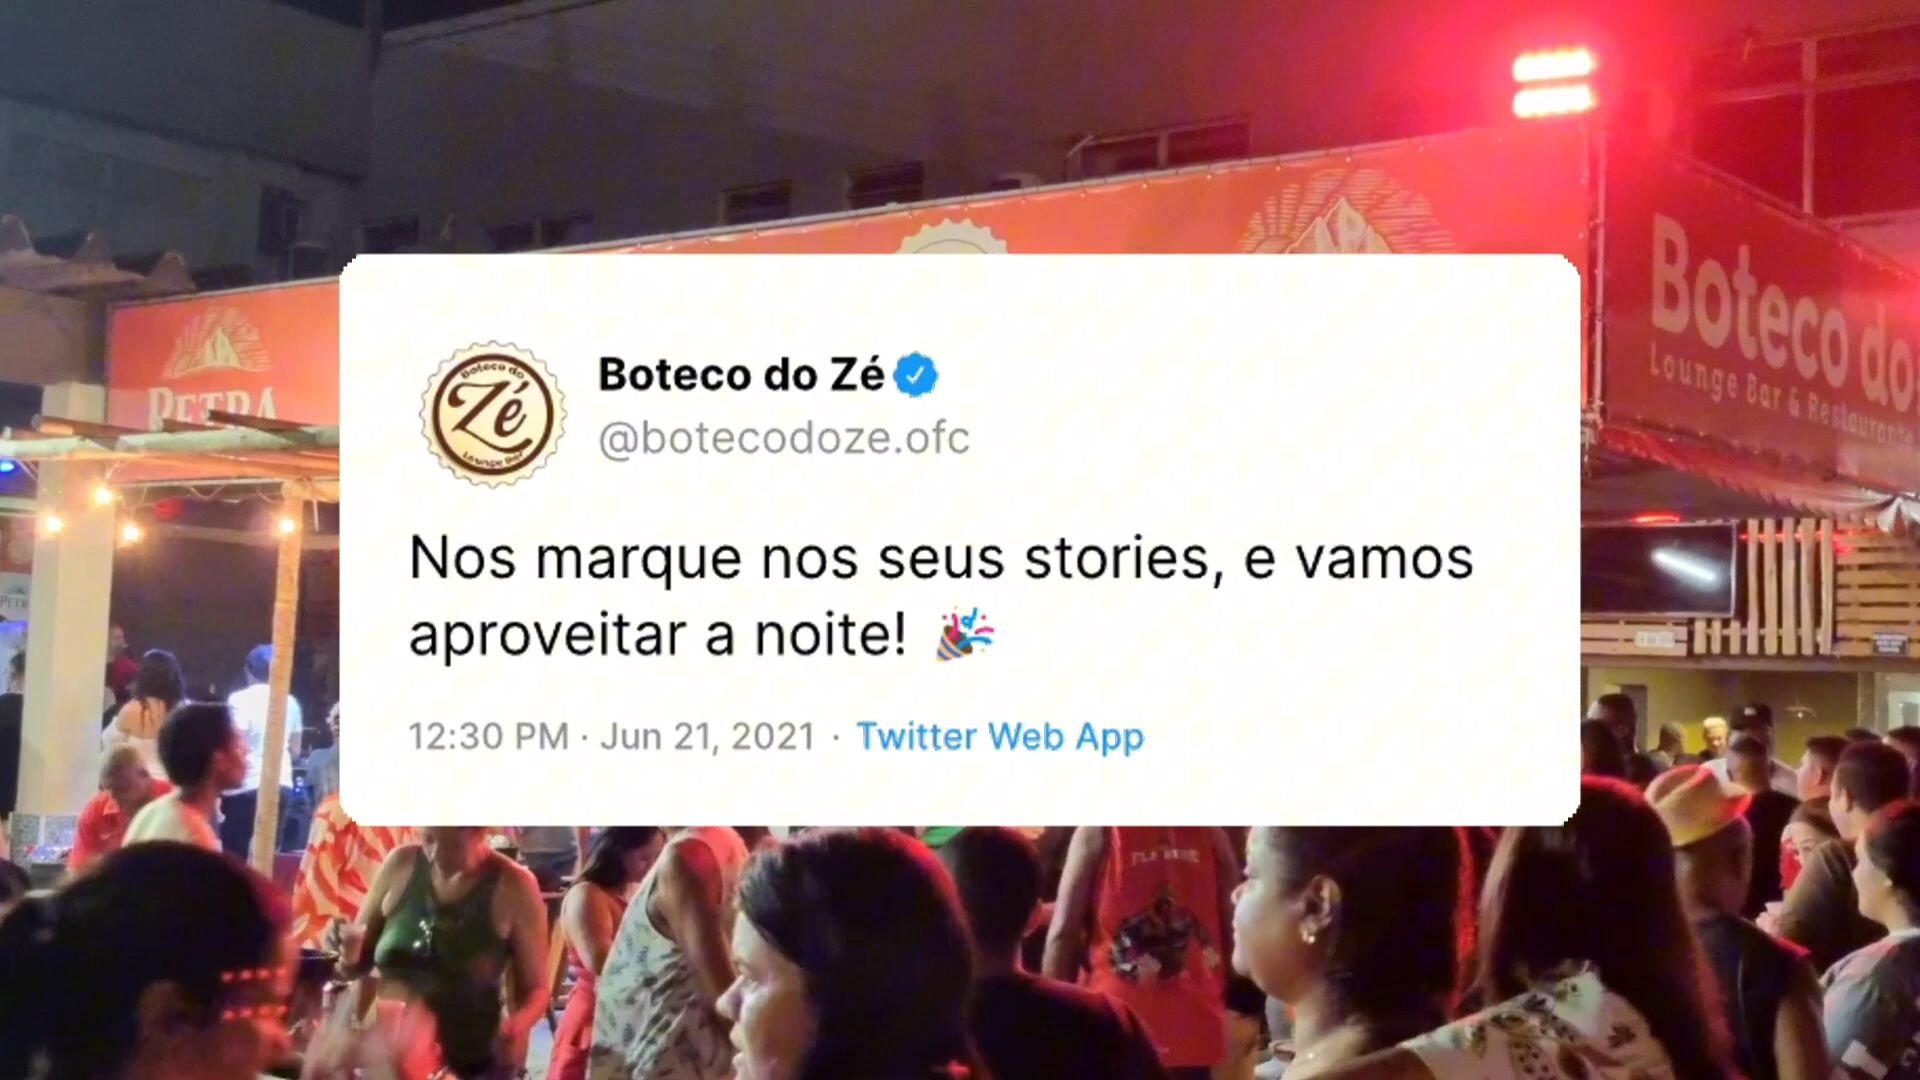 Boteco do
Lounge Bar & Restaurante
PETRA
Boteco do
Zé
Lounge Bar
Boteco do Zé
@botecodoze.ofc
Nos marque nos seus stories, e vamos
aproveitar a noite! 🎉
12:30 PM · Jun 21, 2021 · Twitter Web App